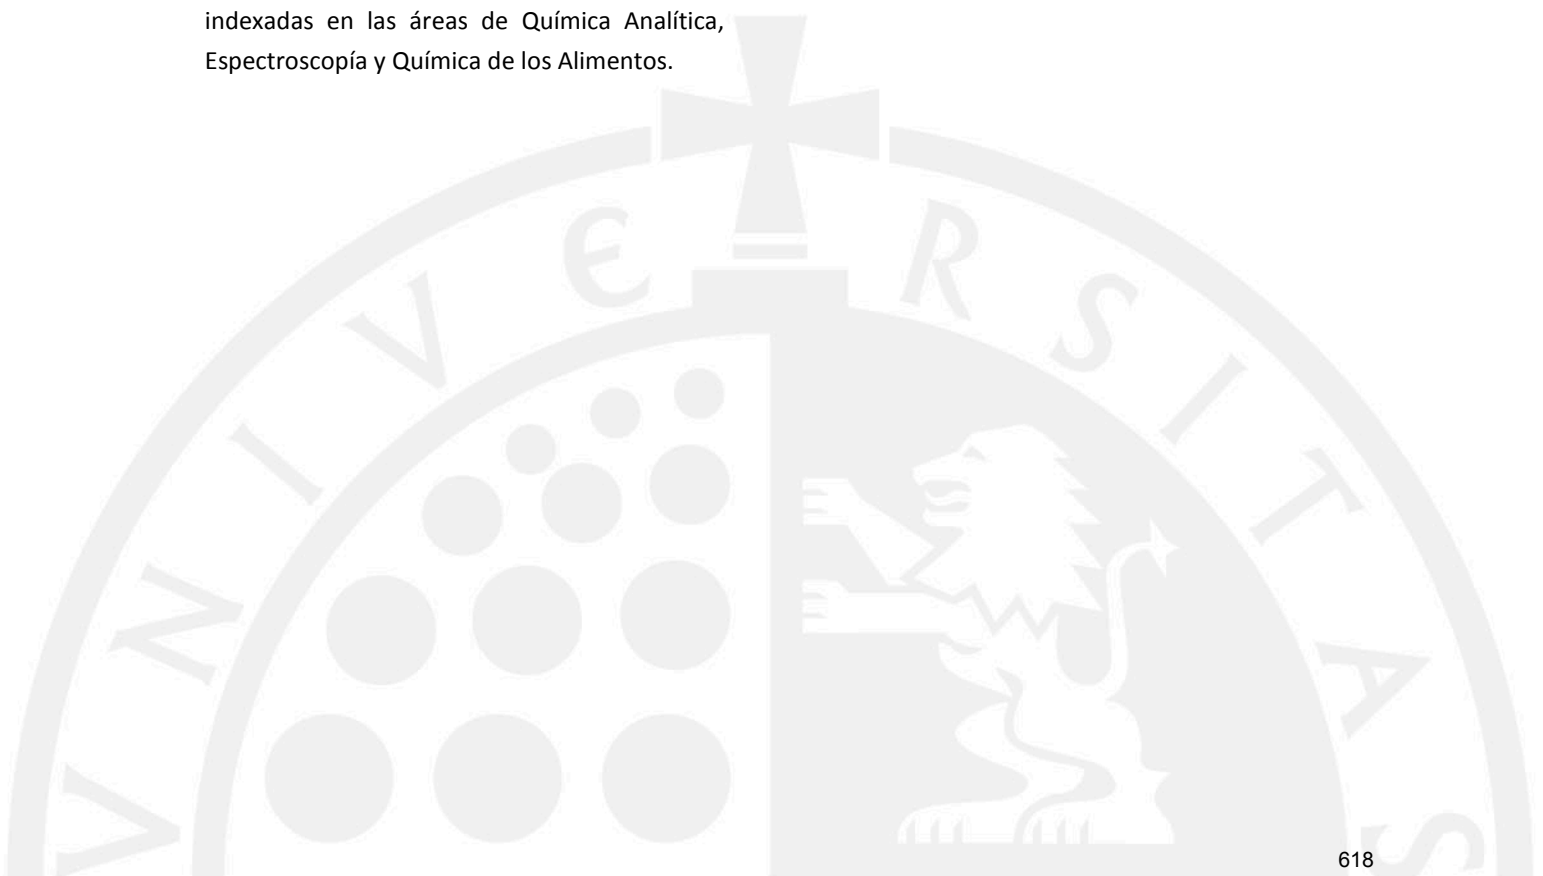 indexadas en las áreas de Química Analítica,
Espectroscopía y Química de los Alimentos.
VNIVERSITAS
618